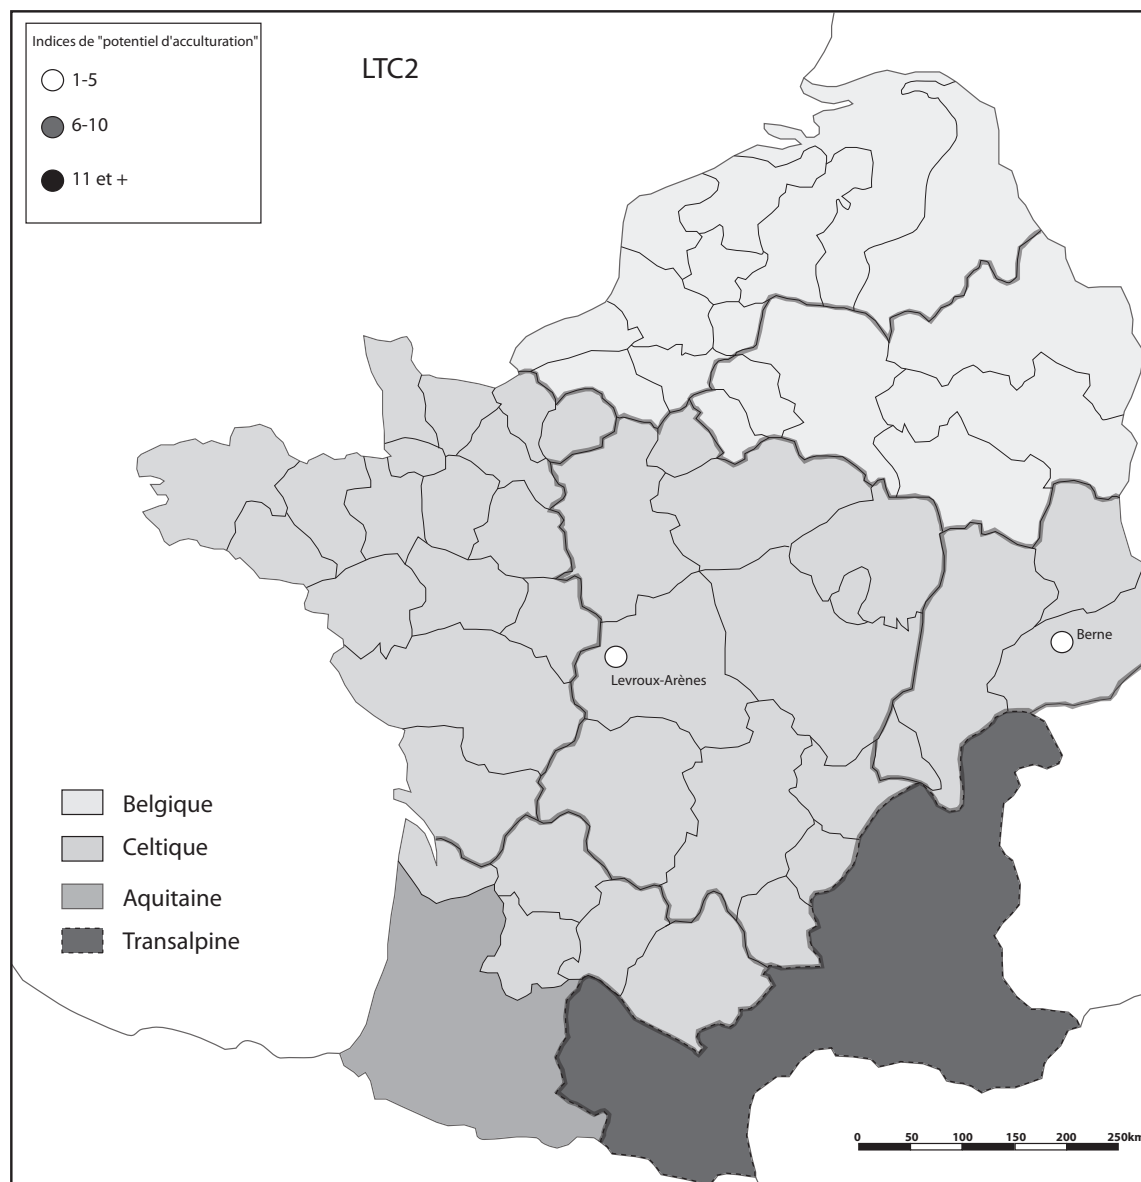 Indices de "potentiel d'acculturation"
1-5
6-10
11 et +
LTC2
Berne
Levroux-Arènes
Belgique
Celtique
Aquitaine
Transalpine
0 50 100 150 200 250km